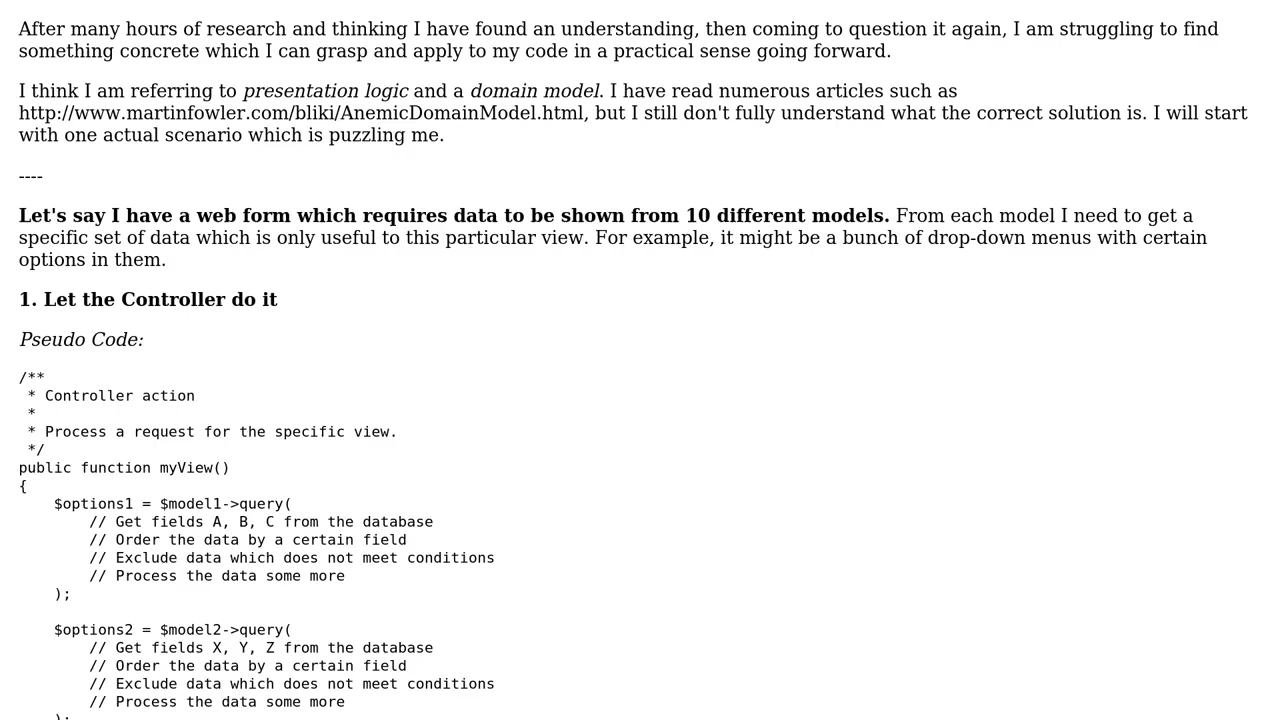 After many hours of research and thinking I have found an understanding, then coming to question it again, I am struggling to find
something concrete which I can grasp and apply to my code in a practical sense going forward.
I think I am referring to presentation logic and a domain model. I have read numerous articles such as
http://www.martinfowler.com/bliki/AnemicDomainModel.html, but I still don't fully understand what the correct solution is. I will start
with one actual scenario which is puzzling me.
----
Let's say I have a web form which requires data to be shown from 10 different models. From each model I need to get a
specific set of data which is only useful to this particular view. For example, it might be a bunch of drop-down menus with certain
options in them.
1. Let the Controller do it
Pseudo Code:
/**
 * Controller action
 *
 * Process a request for the specific view.
 */
public function myView()
{
    $options1 = $model1->query(
        // Get fields A, B, C from the database
        // Order the data by a certain field
        // Exclude data which does not meet conditions
        // Process the data some more
    );
    $options2 = $model2->query(
        // Get fields X, Y, Z from the database
        // Order the data by a certain field
        // Exclude data which does not meet conditions
        // Process the data some more
    );